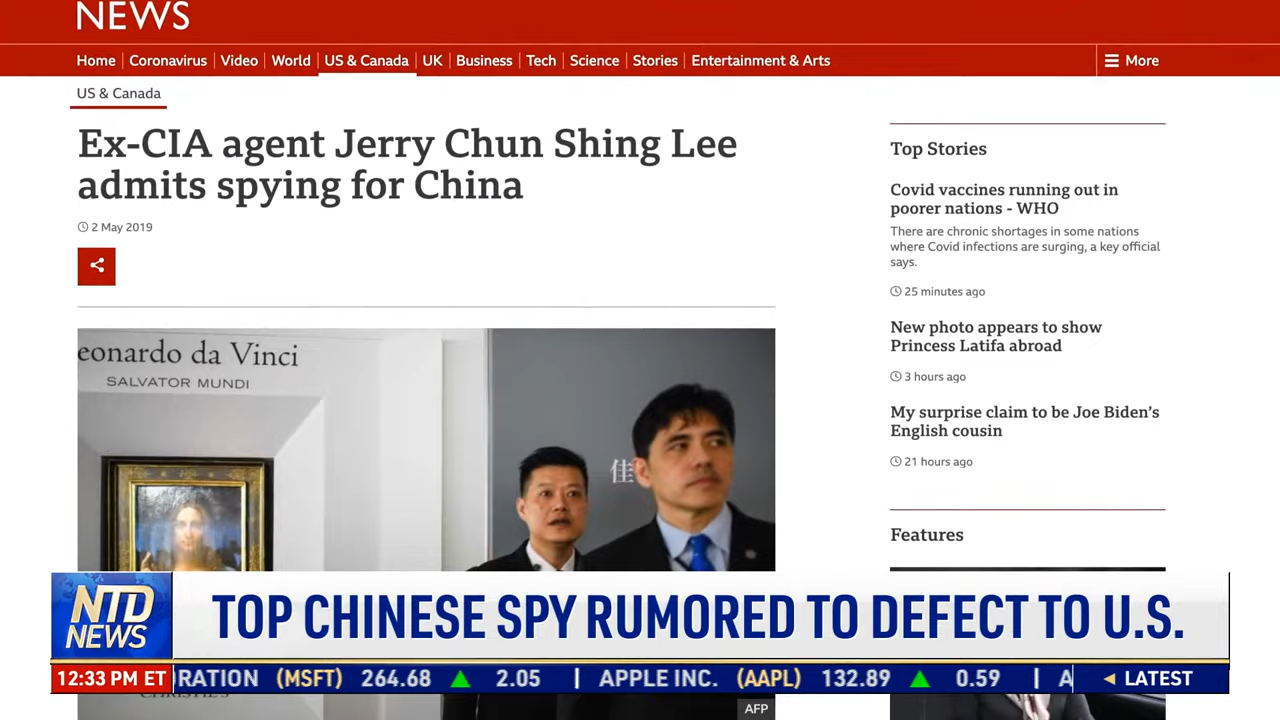 NEWS
Home
Coronavirus
Video
World
US & Canada
UK
Business
Tech
Science
Stories
Entertainment & Arts
More
US & Canada
Ex-CIA agent Jerry Chun Shing Lee
admits spying for China
2 May 2019
eonardo da Vinci
SALVATOR MUNDI
佳
Top Stories
Covid vaccines running out in
poorer nations - WHO
There are chronic shortages in some nations
where Covid infections are surging, a key official
says.
25 minutes ago
New photo appears to show
Princess Latifa abroad
3 hours ago
My surprise claim to be Joe Biden's
English cousin
21 hours ago
Features
NTD
NEWS
TOP CHINESE SPY RUMORED TO DEFECT TO U.S.
12:33 PM ET
RATION (MSFT) 264.68 ▲ 2.05 | APPLE INC. (AAPL) 132.89 ▲ 0.59 | A
◄ LATEST
CHRISTIE'S
AFP